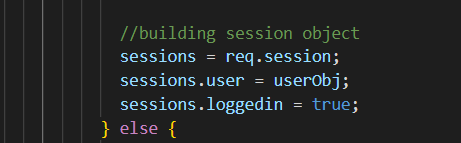 //building session object
sessions = req.session;
sessions.user = userObj;
sessions.loggedin = true;
} else {